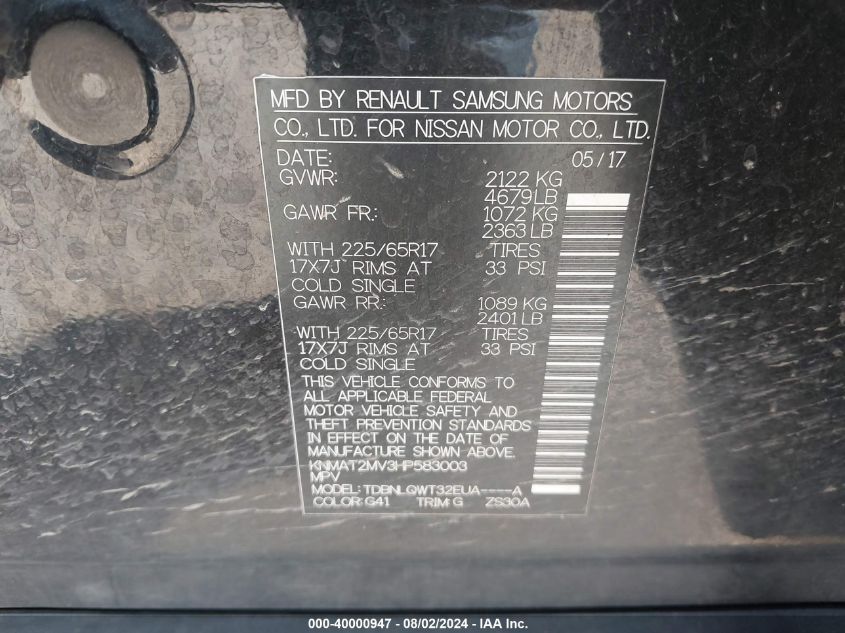 MFD BY RENAULT SAMSUNG MOTORS
CO., LTD. FOR NISSAN MOTOR CO., LTD.
DATE: 05/17
GVWR: 2122 KG
4679LB
GAWR FR.: 1072 KG
2363 LB
WITH 225/65R17 TIRES
17X7J RIMS AT 33 PSI
COLD SINGLE
GAWR RR.: 1089 KG
2401 LB
WITH 225/65R17 TIRES
17X7J RIMS AT 33 PSI
COLD SINGLE
THIS VEHICLE CONFORMS TO
ALL APPLICABLE FEDERAL
MOTOR VEHICLE SAFETY AND
THEFT PREVENTION STANDARDS
IN EFFECT ON THE DATE OF
MANUFACTURE SHOWN ABOVE.
KNMAT2MV3HP583003
MPV
MODEL: TDBNLQWT32EUA----A
COLOR: G41 TRIM: G ZS30A
000-40000947 - 08/02/2024 - IAA Inc.